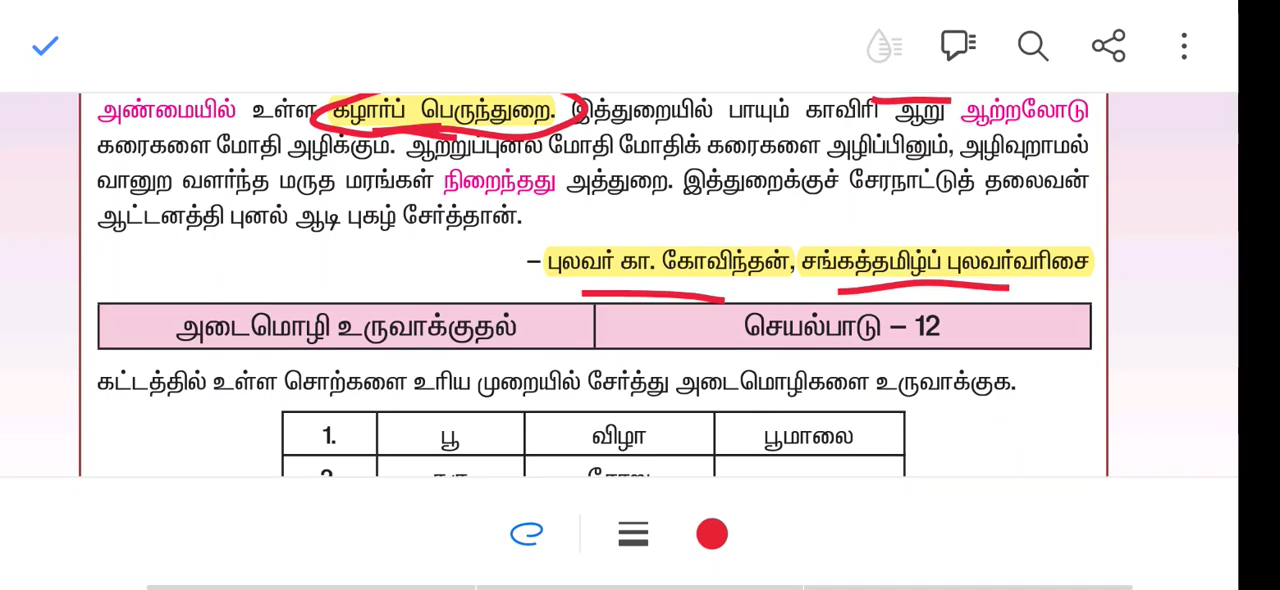 அண்மையில் உள்ள கழார்ப் பெருந்துறை. இத்துறையில் பாயும் காவிரி ஆறு ஆற்றலோடு
கரைகளை மோதி அழிக்கும். ஆற்றுப்புனல் மோதி மோதிக் கரைகளை அழிப்பினும், அழிவுறாமல்
வானுற வளர்ந்த மருத மரங்கள் நிறைந்தது அத்துறை. இத்துறைக்குச் சேரநாட்டுத் தலைவன்
ஆட்டனத்தி புனல் ஆடி புகழ் சேர்த்தான்.
– புலவர் கா. கோவிந்தன், சங்கத்தமிழ்ப் புலவர்வரிசை
அடைமொழி உருவாக்குதல் செயல்பாடு – 12
கட்டத்தில் உள்ள சொற்களை உரிய முறையில் சேர்த்து அடைமொழிகளை உருவாக்குக.
1. பூ விழா பூமாலை